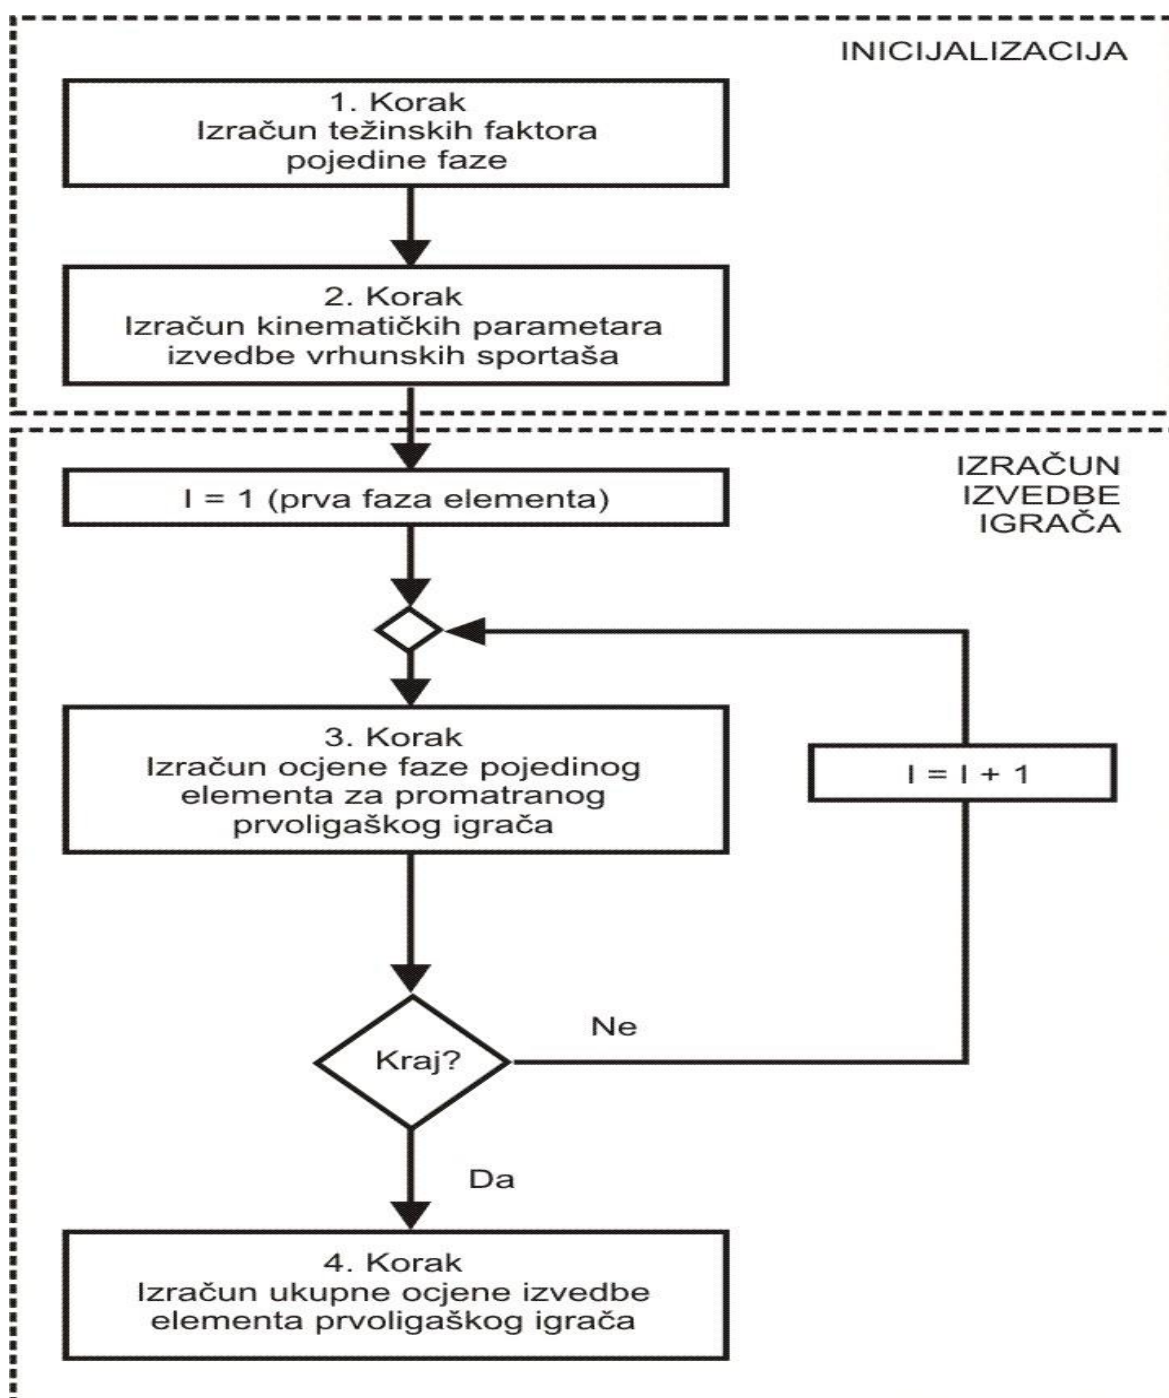 INICIJALIZACIJA
1. Korak
Izračun težinskih faktora
pojedine faze
2. Korak
Izračun kinematičkih parametara
izvedbe vrhunskih sportaša
IZRAČUN
IZVEDBE
IGRAČA
I = 1 (prva faza elementa)
3. Korak
Izračun ocjene faze pojedinog
elementa za promatranog
prvoligaškog igrača
I = I + 1
Ne
Kraj?
Da
4. Korak
Izračun ukupne ocjene izvedbe
elementa prvoligaškog igrača